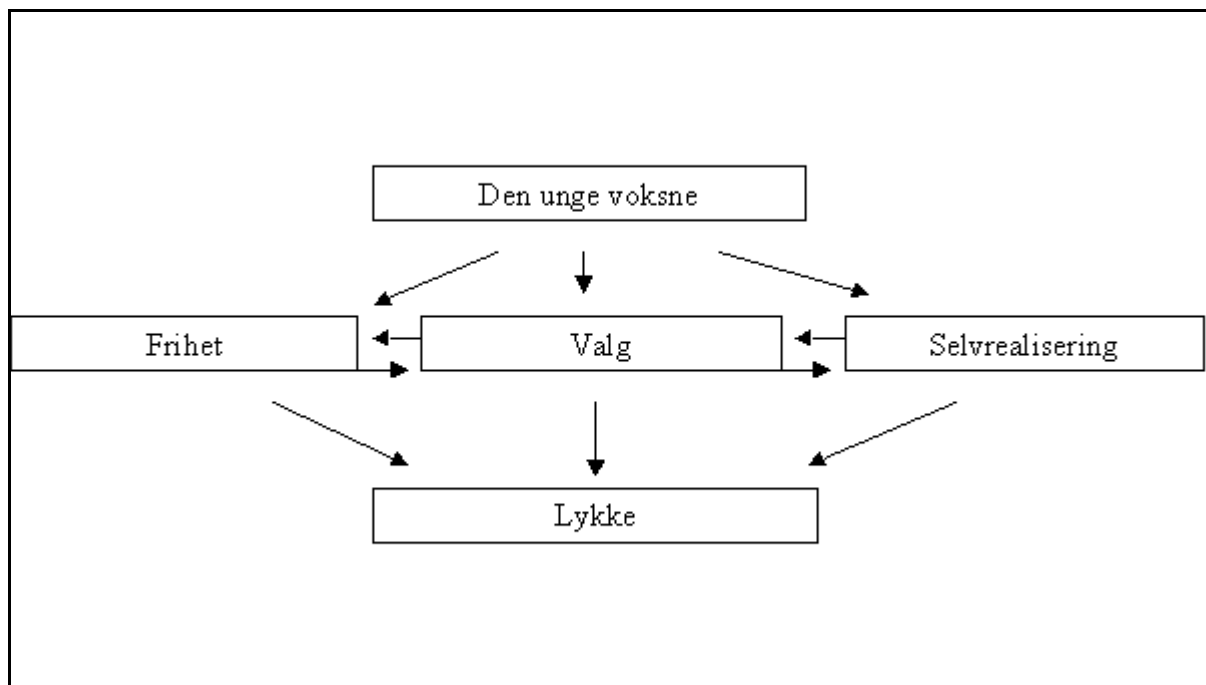 Den unge voksne
Frihet
Valg
Selvrealisering
Lykke